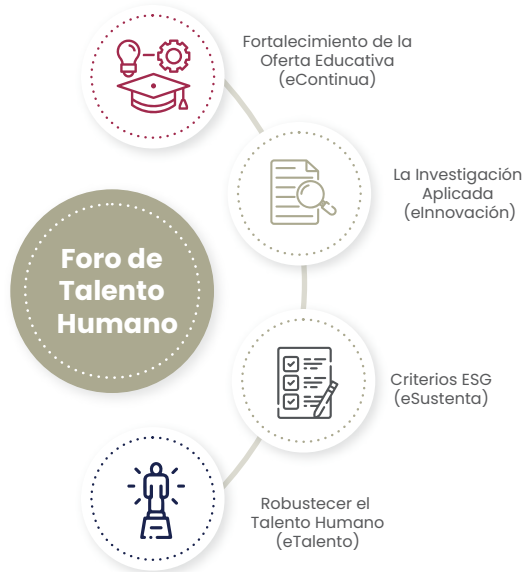 Fortalecimiento de la
Oferta Educativa
(eContinua)
La Investigación
Aplicada
(eInnovación)
Foro de
Talento
Humano
Criterios ESG
(eSustenta)
Robustecer el
Talento Humano
(eTalento)